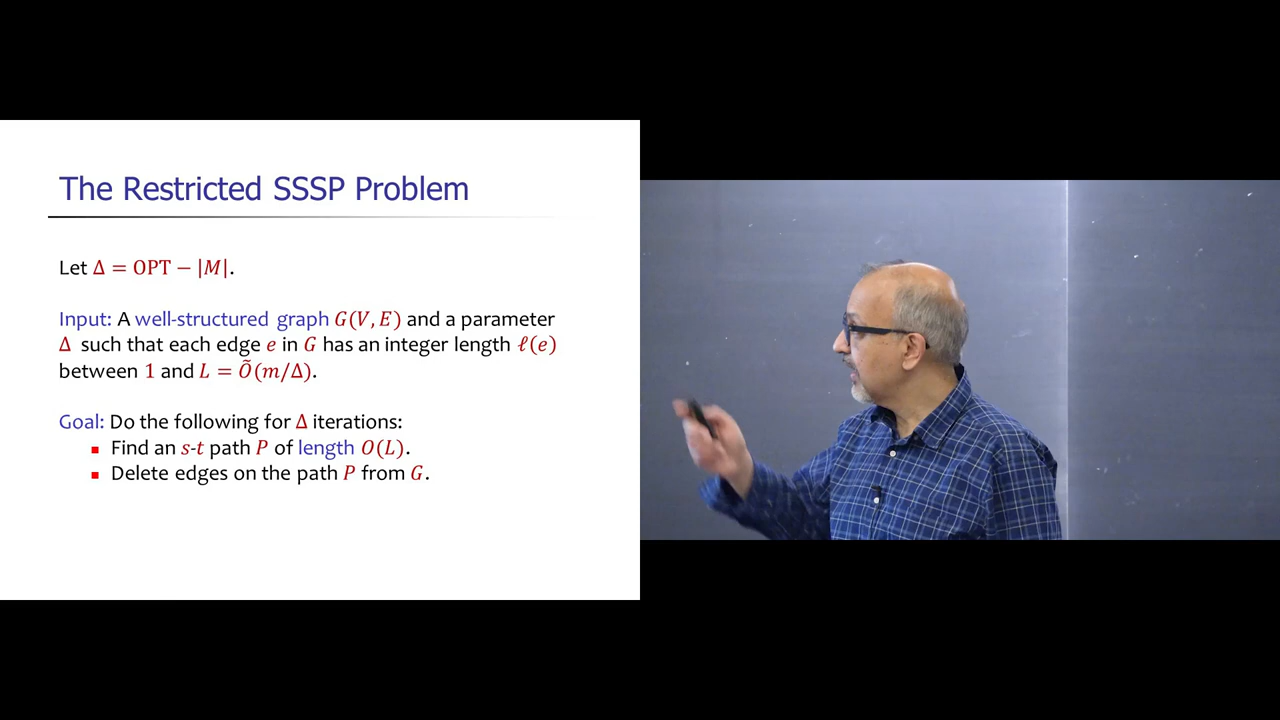 The Restricted SSSP Problem
Let Δ = OPT − |M|.
Input: A well-structured graph G(V, E) and a parameter
Δ such that each edge e in G has an integer length ℓ(e)
between 1 and L = Õ(m/Δ).
Goal: Do the following for Δ iterations:
▪ Find an s-t path P of length O(L).
▪ Delete edges on the path P from G.